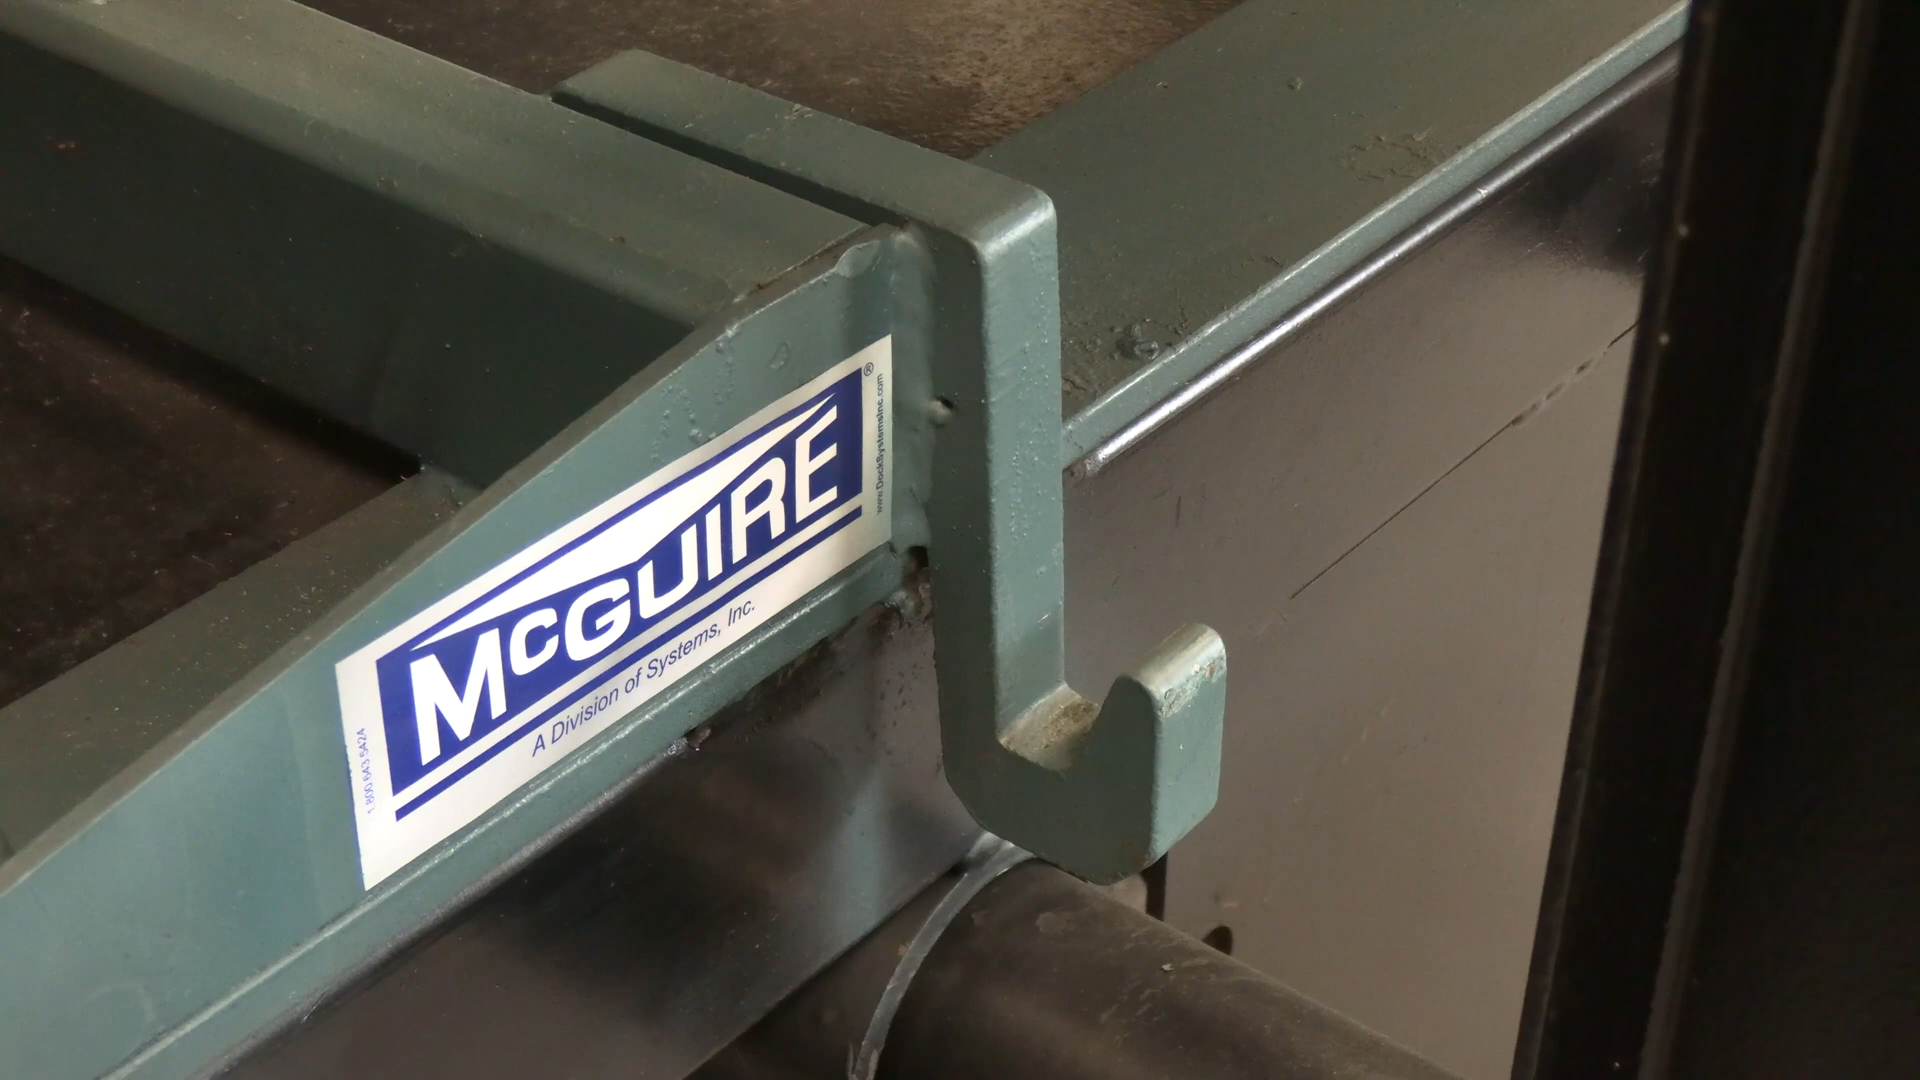 McGUIRE
®
A Division of Systems, Inc.
www.DockSystemsInc.com
1 800 643 5424